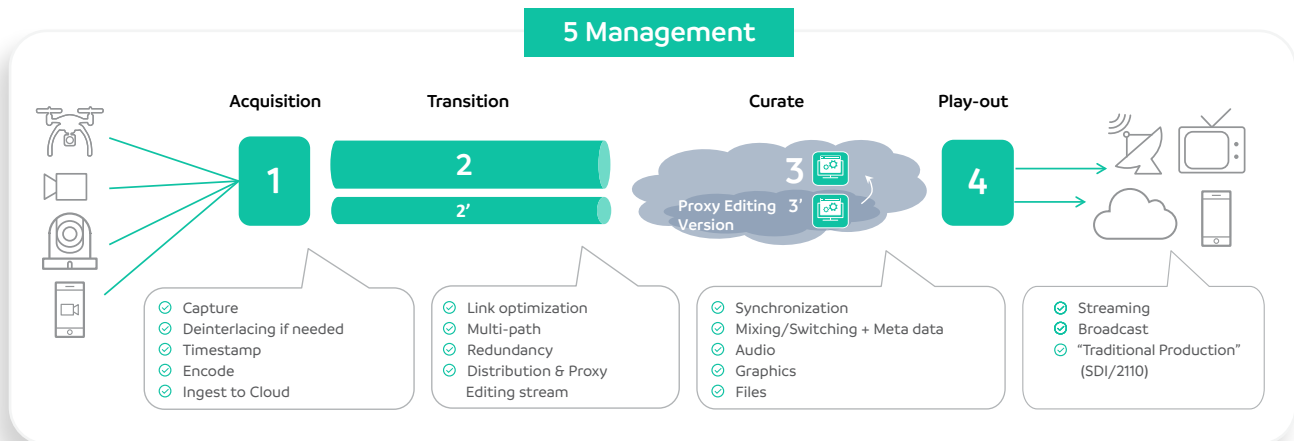 5 Management
Acquisition
Transition
Curate
Play-out
1
2
2’
3
Proxy Editing 3’
Version
4
Capture
Deinterlacing if needed
Timestamp
Encode
Ingest to Cloud
Link optimization
Multi-path
Redundancy
Distribution & Proxy
Editing stream
Synchronization
Mixing/Switching + Meta data
Audio
Graphics
Files
Streaming
Broadcast
“Traditional Production”
(SDI/2110)